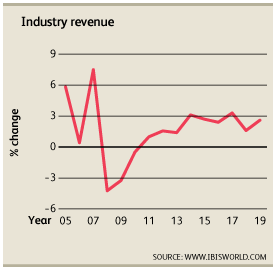 Industry revenue
% change
9
6
3
0
–3
–6
Year 05 07 09 11 13 15 17 19
SOURCE: WWW.IBISWORLD.COM